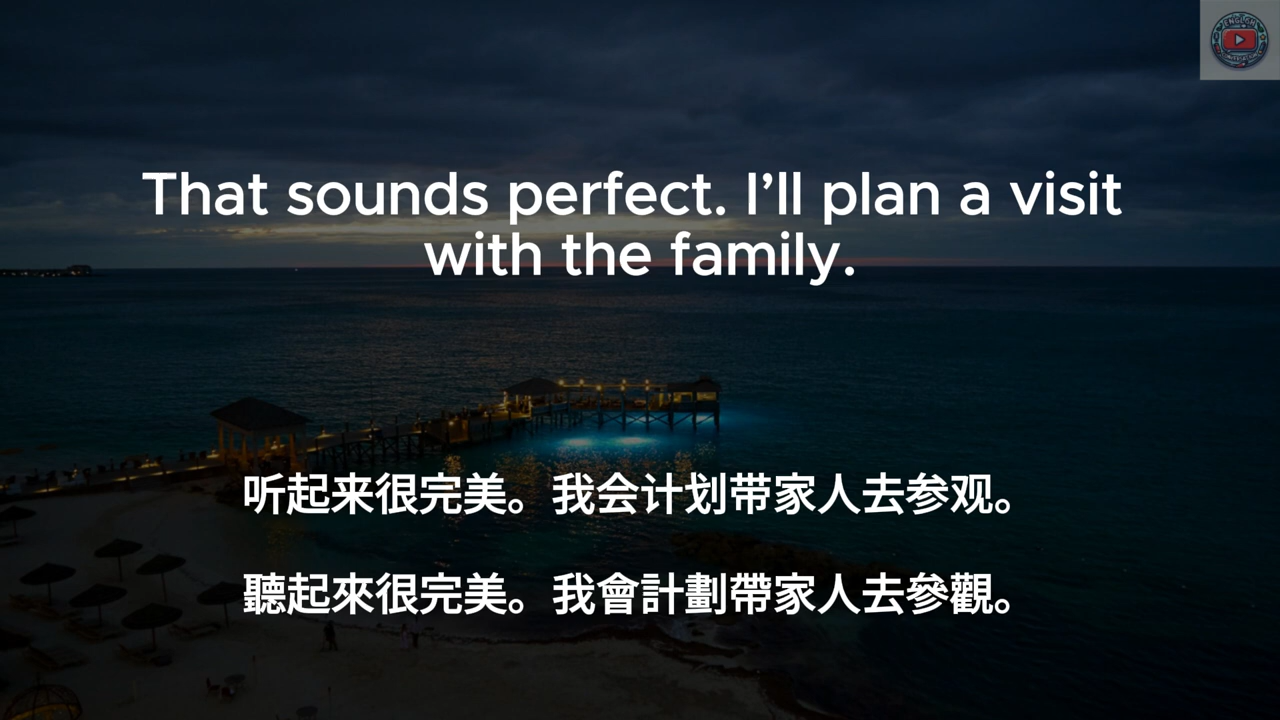 That sounds perfect. I’ll plan a visit
with the family.
听起来很完美。我会计划带家人去参观。
聽起來很完美。我會計劃帶家人去參觀。